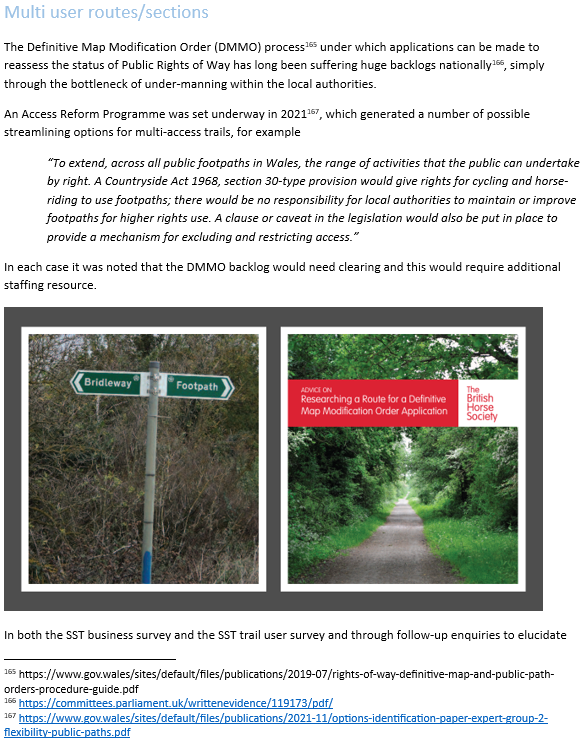 Multi user routes/sections
The Definitive Map Modification Order (DMMO) process¹⁶⁵ under which applications can be made to
reassess the status of Public Rights of Way has long been suffering huge backlogs nationally¹⁶⁶, simply
through the bottleneck of under-manning within the local authorities.
An Access Reform Programme was set underway in 2021¹⁶⁷, which generated a number of possible
streamlining options for multi-access trails, for example
“To extend, across all public footpaths in Wales, the range of activities that the public can undertake
by right. A Countryside Act 1968, section 30-type provision would give rights for cycling and horse-
riding to use footpaths; there would be no responsibility for local authorities to maintain or improve
footpaths for higher rights use. A clause or caveat in the legislation would also be put in place to
provide a mechanism for excluding and restricting access.”
In each case it was noted that the DMMO backlog would need clearing and this would require additional
staffing resource.
Bridleway
Footpath
ADVICE ON
Researching a Route for a Definitive
Map Modification Order Application
The
British
Horse
Society
In both the SST business survey and the SST trail user survey and through follow-up enquiries to elucidate
¹⁶⁵ https://www.gov.wales/sites/default/files/publications/2019-07/rights-of-way-definitive-map-and-public-path-
orders-procedure-guide.pdf
¹⁶⁶ https://committees.parliament.uk/writtenevidence/119173/pdf/
¹⁶⁷ https://www.gov.wales/sites/default/files/publications/2021-11/options-identification-paper-expert-group-2-
flexibility-public-paths.pdf